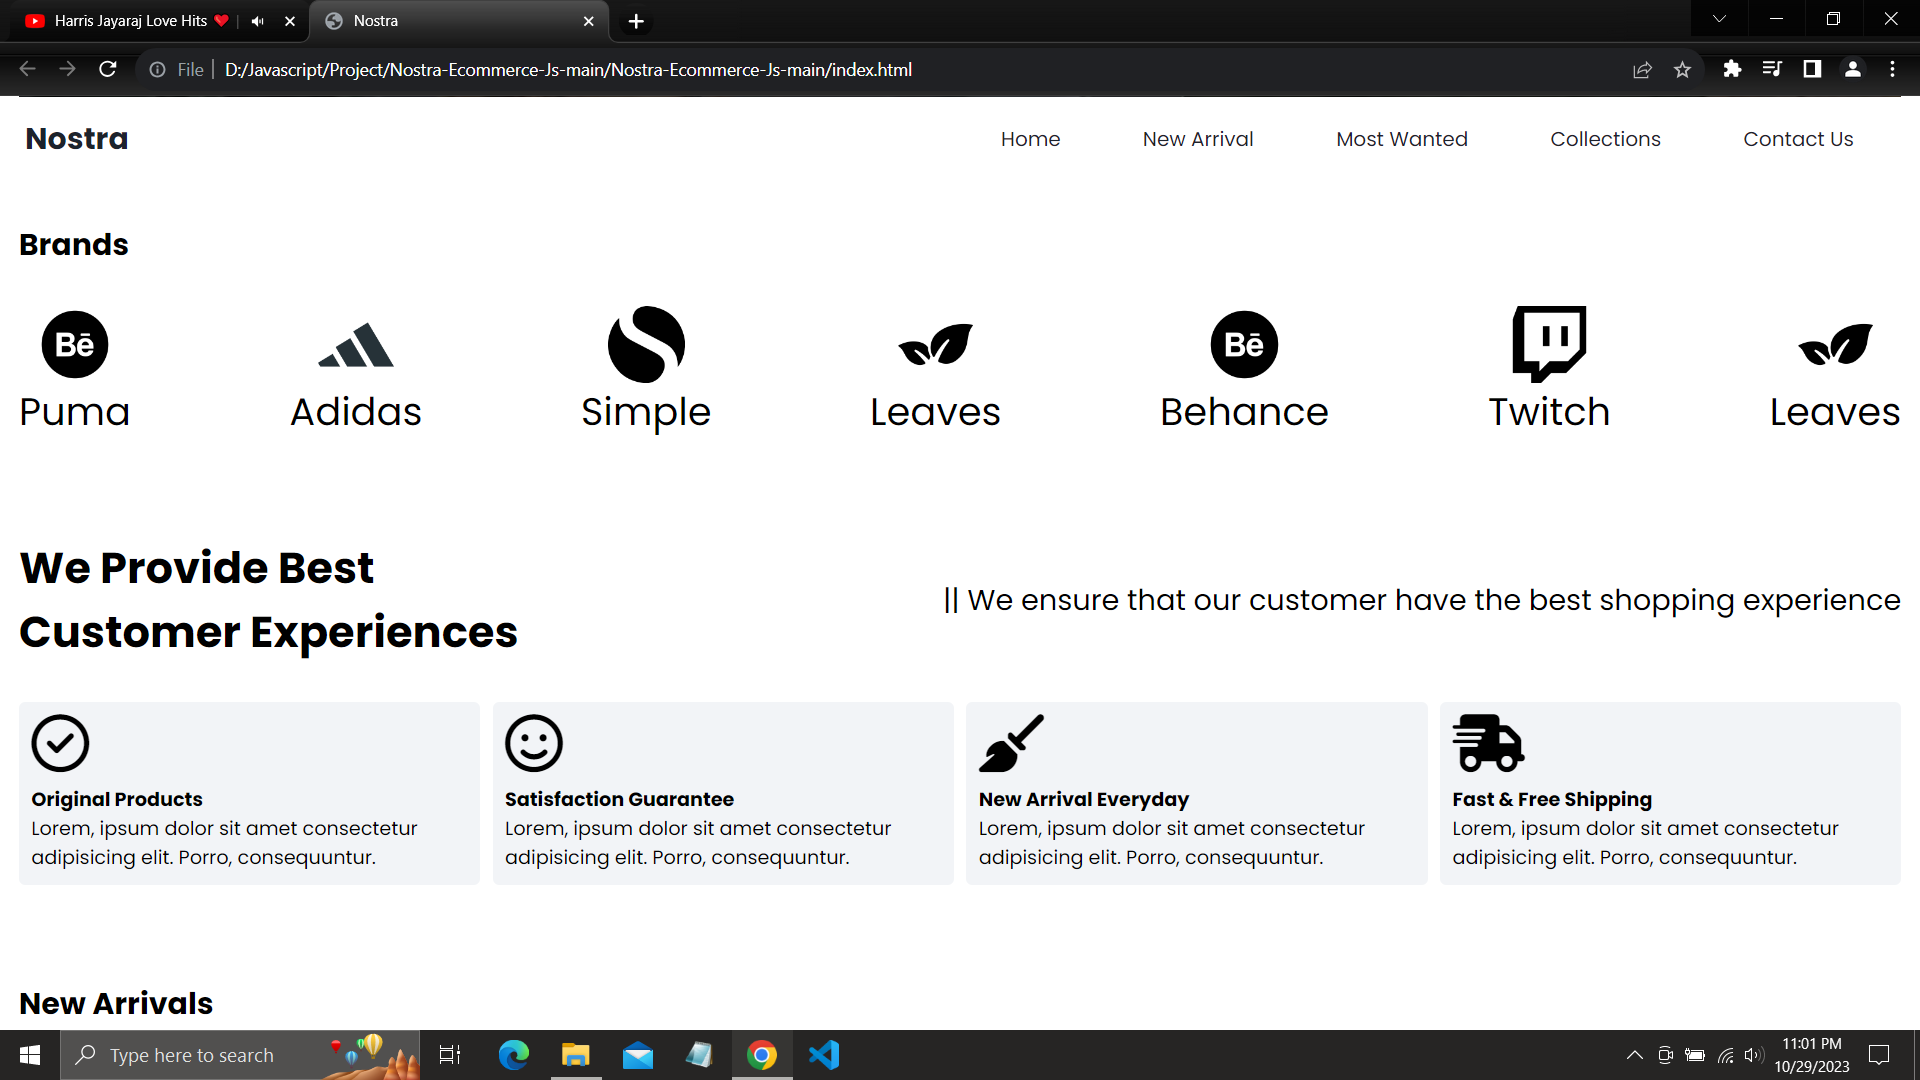 Harris Jayaraj Love Hits ❤️
Nostra
File
D:/Javascript/Project/Nostra-Ecommerce-Js-main/Nostra-Ecommerce-Js-main/index.html
Nostra
Home
New Arrival
Most Wanted
Collections
Contact Us
Brands
Bē
Bē
Puma
Adidas
Simple
Leaves
Behance
Twitch
Leaves
We Provide Best
Customer Experiences
|| We ensure that our customer have the best shopping experience
Original Products
Lorem, ipsum dolor sit amet consectetur
adipisicing elit. Porro, consequuntur.
Satisfaction Guarantee
Lorem, ipsum dolor sit amet consectetur
adipisicing elit. Porro, consequuntur.
New Arrival Everyday
Lorem, ipsum dolor sit amet consectetur
adipisicing elit. Porro, consequuntur.
Fast & Free Shipping
Lorem, ipsum dolor sit amet consectetur
adipisicing elit. Porro, consequuntur.
New Arrivals
Type here to search
11:01 PM
10/29/2023